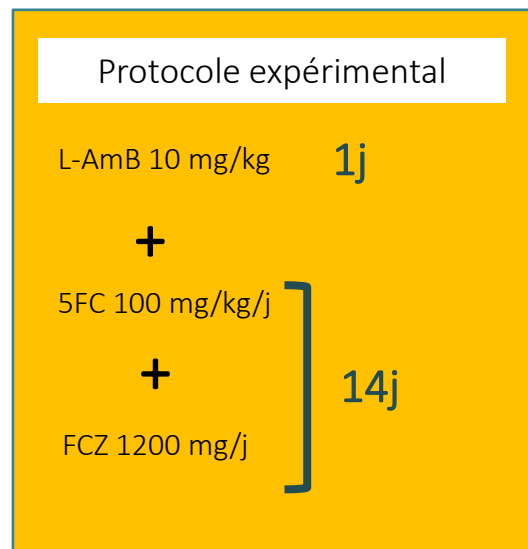 Protocole expérimental
L-AmB 10 mg/kg 1j
+
5FC 100 mg/kg/j
+
14j
FCZ 1200 mg/j